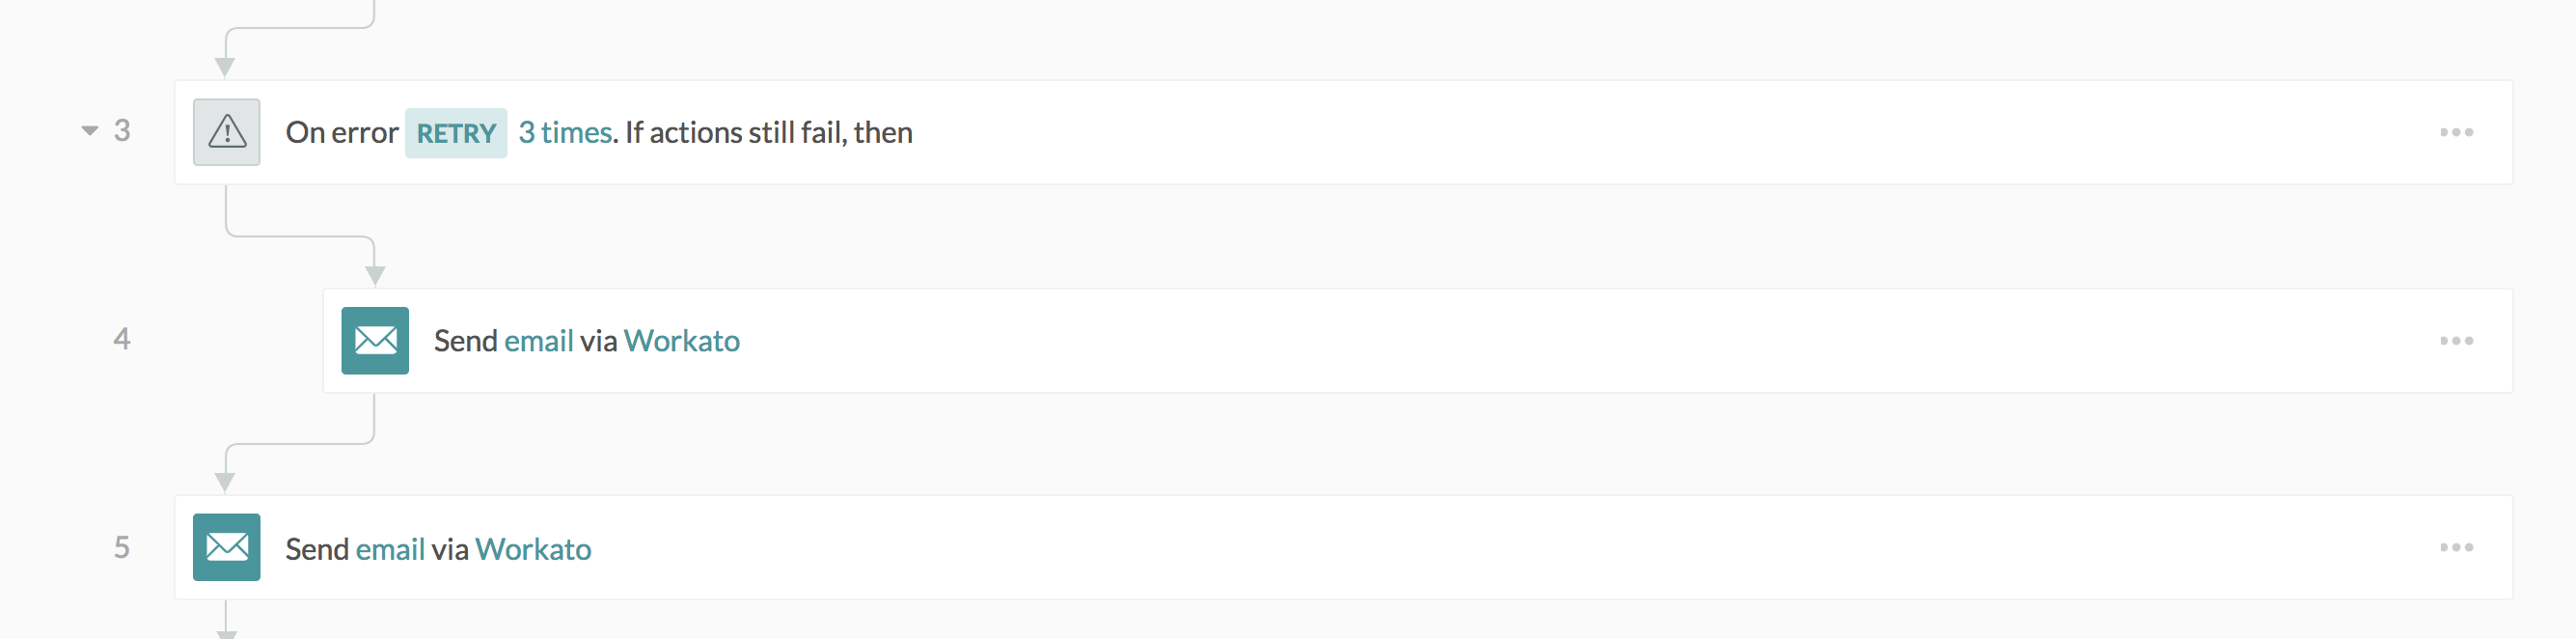 3 On error RETRY 3 times. If actions still fail, then
4 Send email via Workato
5 Send email via Workato